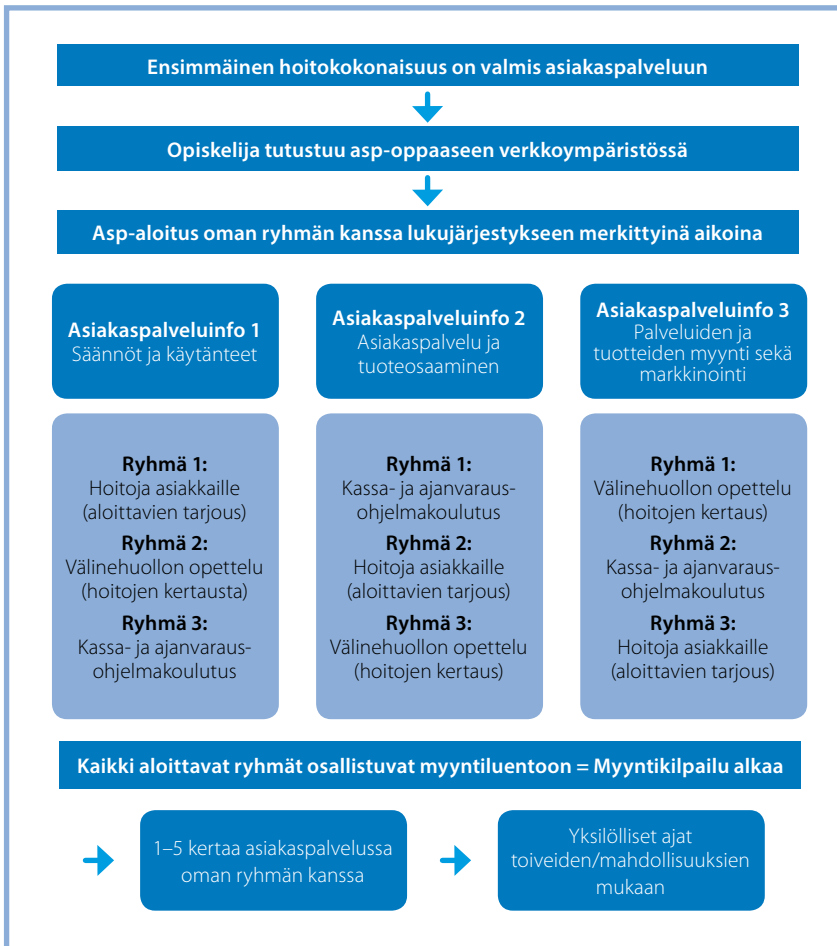 Ensimmäinen hoitokokonaisuus on valmis asiakaspalveluun
Opiskelija tutustuu asp-oppaaseen verkkoympäristössä
Asp-aloitus oman ryhmän kanssa lukujärjestykseen merkittyinä aikoina
Asiakaspalveluinfo 1
Säännöt ja käytänteet
Asiakaspalveluinfo 2
Asiakaspalvelu ja
tuoteosaaminen
Asiakaspalveluinfo 3
Palveluiden ja
tuotteiden myynti sekä
markkinointi
Ryhmä 1:
Hoitoja asiakkaille
(aloittavien tarjous)
Ryhmä 2:
Välinehuollon opettelu
(hoitojen kertausta)
Ryhmä 3:
Kassa- ja ajanvaraus-
ohjelmakoulutus
Ryhmä 1:
Kassa- ja ajanvaraus-
ohjelmakoulutus
Ryhmä 2:
Hoitoja asiakkaille
(aloittavien tarjous)
Ryhmä 3:
Välinehuollon opettelu
(hoitojen kertaus)
Ryhmä 1:
Välinehuollon opettelu
(hoitojen kertaus)
Ryhmä 2:
Kassa- ja ajanvaraus-
ohjelmakoulutus
Ryhmä 3:
Hoitoja asiakkaille
(aloittavien tarjous)
Kaikki aloittavat ryhmät osallistuvat myyntiluentoon = Myyntikilpailu alkaa
1–5 kertaa asiakaspalvelussa
oman ryhmän kanssa
Yksilölliset ajat
toiveiden/mahdollisuuksien
mukaan